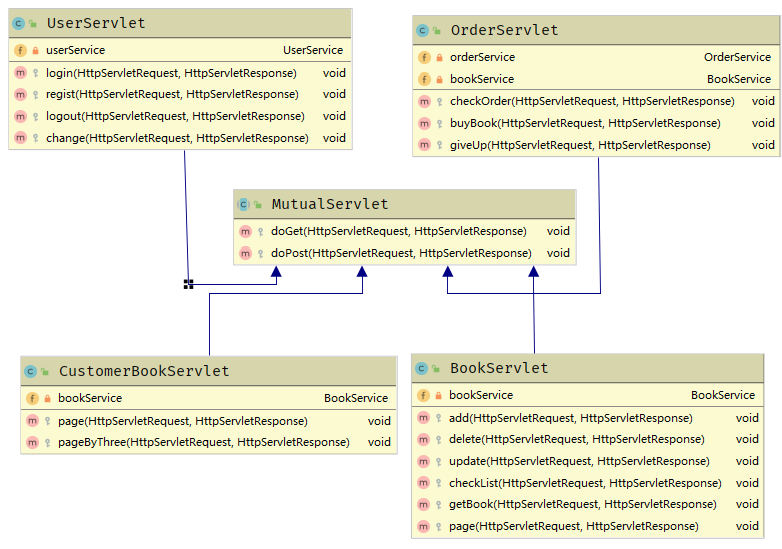 UserServlet
userService UserService
login(HttpServletRequest, HttpServletResponse) void
regist(HttpServletRequest, HttpServletResponse) void
logout(HttpServletRequest, HttpServletResponse) void
change(HttpServletRequest, HttpServletResponse) void
OrderServlet
orderService OrderService
bookService BookService
checkOrder(HttpServletRequest, HttpServletResponse) void
buyBook(HttpServletRequest, HttpServletResponse) void
giveUp(HttpServletRequest, HttpServletResponse) void
MutualServlet
doGet(HttpServletRequest, HttpServletResponse) void
doPost(HttpServletRequest, HttpServletResponse) void
CustomerBookServlet
bookService BookService
page(HttpServletRequest, HttpServletResponse) void
pageByThree(HttpServletRequest, HttpServletResponse) void
BookServlet
bookService BookService
add(HttpServletRequest, HttpServletResponse) void
delete(HttpServletRequest, HttpServletResponse) void
update(HttpServletRequest, HttpServletResponse) void
checkList(HttpServletRequest, HttpServletResponse) void
getBook(HttpServletRequest, HttpServletResponse) void
page(HttpServletRequest, HttpServletResponse) void